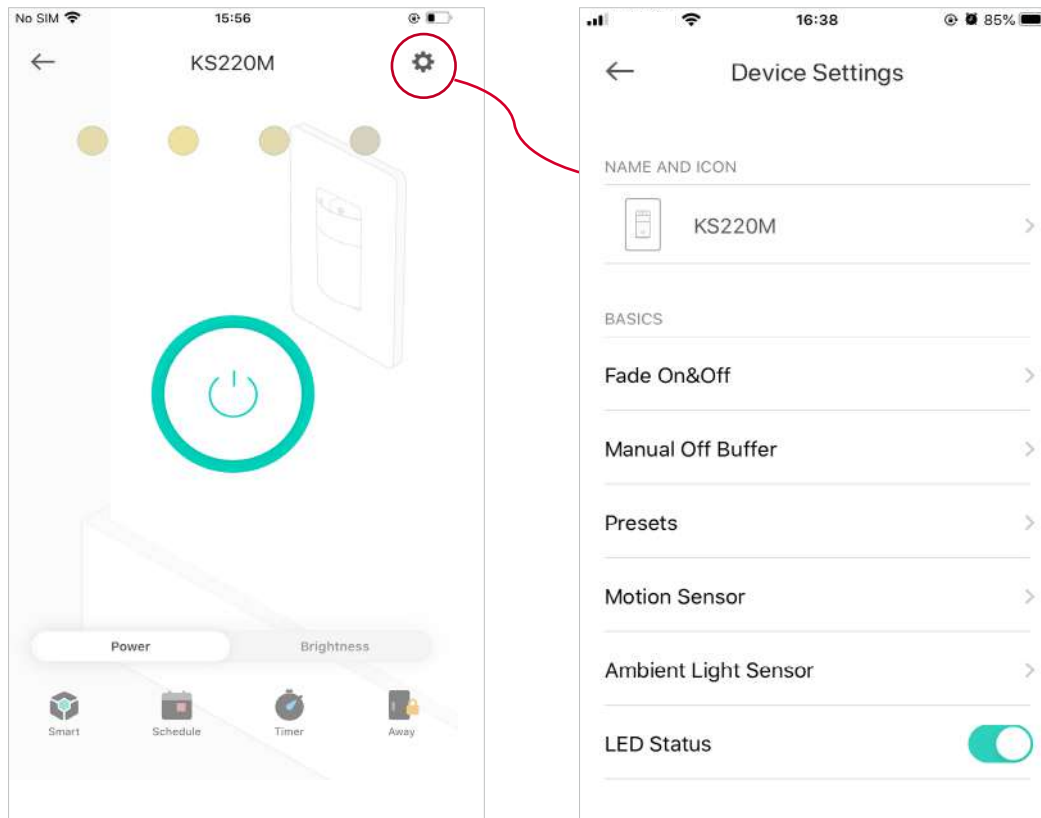 No SIM 15:56
KS220M
Power Brightness
Smart Schedule Timer Away
16:38 85%
Device Settings
NAME AND ICON
KS220M
BASICS
Fade On&Off
Manual Off Buffer
Presets
Motion Sensor
Ambient Light Sensor
LED Status